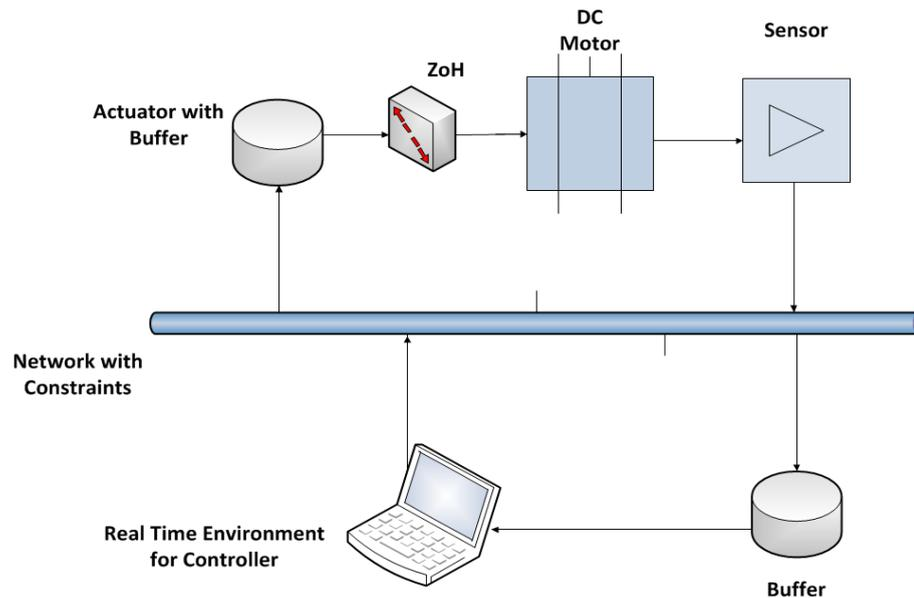 DC
Motor
Sensor
ZoH
Actuator with
Buffer
Network with
Constraints
Real Time Environment
for Controller
Buffer